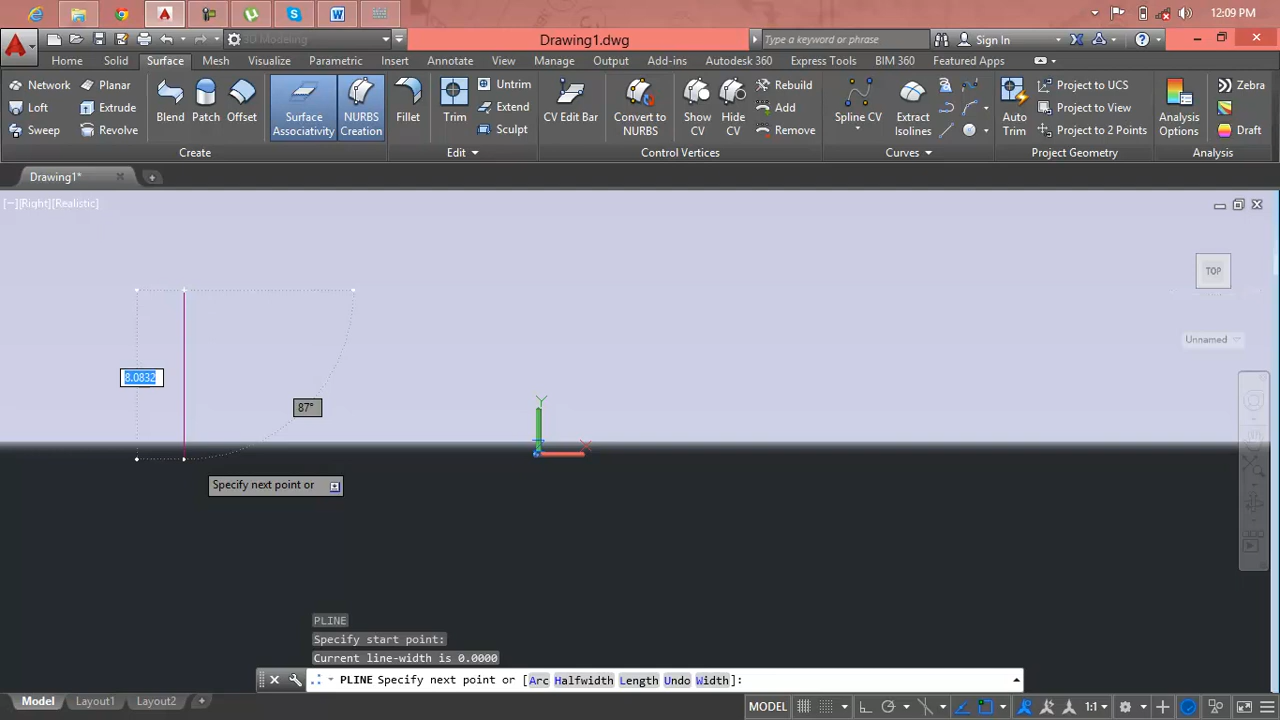 3D Modeling
Drawing1.dwg
Type a keyword or phrase
Sign In
12:09 PM
Home Solid Surface Mesh Visualize Parametric Insert Annotate View Manage Output Add-ins Autodesk 360 Express Tools BIM 360 Featured Apps
Network Planar
Loft Extrude
Sweep Revolve
Blend Patch Offset
Surface Associativity
NURBS Creation
Fillet
Trim
Untrim
Extend
Sculpt
CV Edit Bar
Convert to NURBS
Show CV
Hide CV
Rebuild
Add
Remove
Spline CV
Extract Isolines
Auto Trim
Project to UCS
Project to View
Project to 2 Points
Analysis Options
Zebra
Draft
Create Edit Control Vertices Curves Project Geometry Analysis
Drawing1*
[−][Right][Realistic]
TOP
Unnamed
8.0832
87°
Y
X
Specify next point or
PLINE
Specify start point:
Current line-width is 0.0000
PLINE Specify next point or [Arc Halfwidth Length Undo Width]:
Model Layout1 Layout2
MODEL
1:1